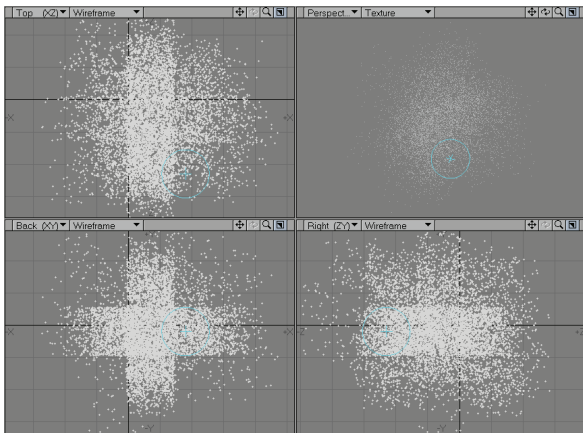 Top (XZ) Wireframe
Perspect... Texture
X X
Back (XY) Wireframe
Right (ZY) Wireframe
X X Z Z
Y Y